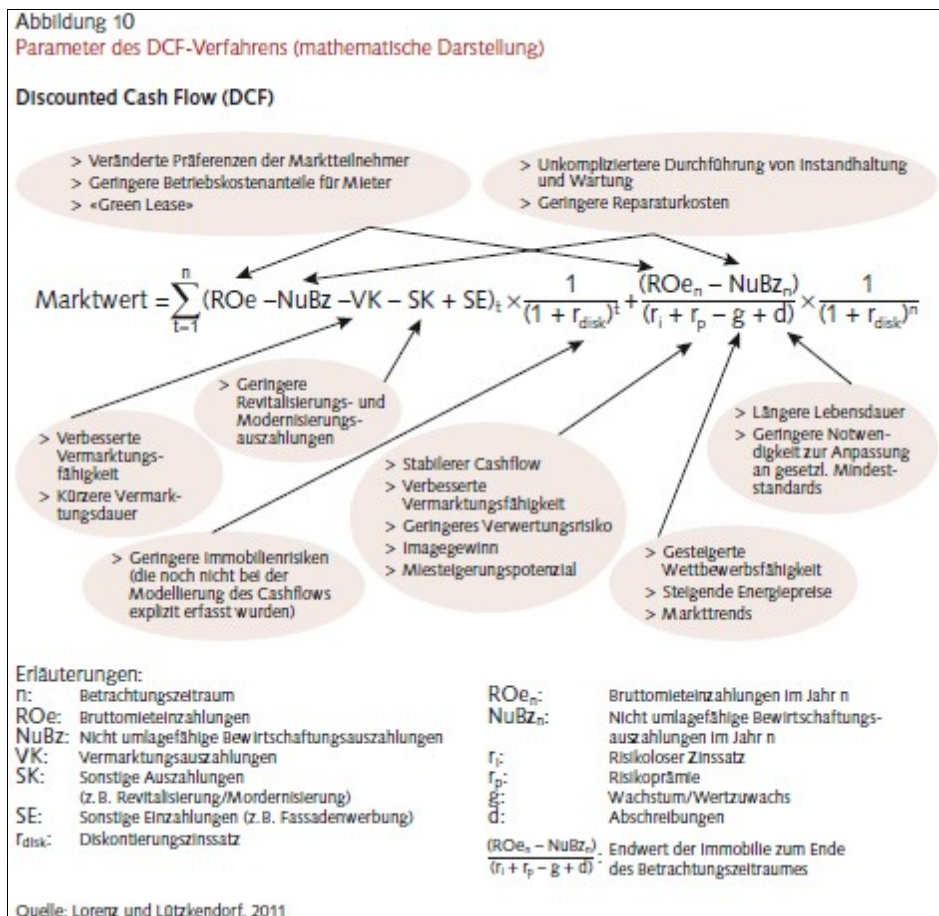 Abbildung 10
Parameter des DCF-Verfahrens (mathematische Darstellung)
Discounted Cash Flow (DCF)
> Veränderte Präferenzen der Marktteilnehmer
> Geringere Betriebskostenanteile für Mieter
> «Green Lease»
> Unkompliziertere Durchführung von Instandhaltung
und Wartung
> Geringere Reparaturkosten
Marktwert = ∑ n t=1 (ROe – NuBz – VK – SK + SE)t × 1 / (1 + rdisk)t + (ROen – NuBzn) / (ri + rp – g + d) × 1 / (1 + rdisk)n
> Geringere
Revitalisierungs- und
Modernisierungs-
auszahlungen
> Verbesserte
Vermarktungs-
fähigkeit
> Kürzere Vermark-
tungsdauer
> Längere Lebensdauer
> Geringere Notwen-
digkeit zur Anpassung
an gesetzl. Mindest-
standards
> Stabilerer Cashflow
> Verbesserte
Vermarktungsfähigkeit
> Geringeres Verwertungsrisiko
> Imagegewinn
> Miesteigerungspotenzial
> Geringere Immobilienrisiken
(die noch nicht bei der
Modellierung des Cashflows
explizit erfasst wurden)
> Gesteigerte
Wettbewerbsfähigkeit
> Steigende Energiepreise
> Markttrends
Erläuterungen:
n: Betrachtungszeitraum
ROe: Bruttomieteinzahlungen
NuBz: Nicht umlagefähige Bewirtschaftungsauszahlungen
VK: Vermarktungsauszahlungen
SK: Sonstige Auszahlungen
(z.B. Revitalisierung/Mordernisierung)
SE: Sonstige Einzahlungen (z.B. Fassadenwerbung)
rdisk: Diskontierungszinssatz
ROen: Bruttomieteinzahlungen im Jahr n
NuBzn: Nicht umlagefähige Bewirtschaftungs-
auszahlungen im Jahr n
ri: Risikoloser Zinssatz
rp: Risikoprämie
g: Wachstum/Wertzuwachs
d: Abschreibungen
(ROen – NuBzn) / (ri + rp – g + d): Endwert der Immobilie zum Ende
des Betrachtungszeitraumes
Quelle: Lorenz und Lützkendorf, 2011